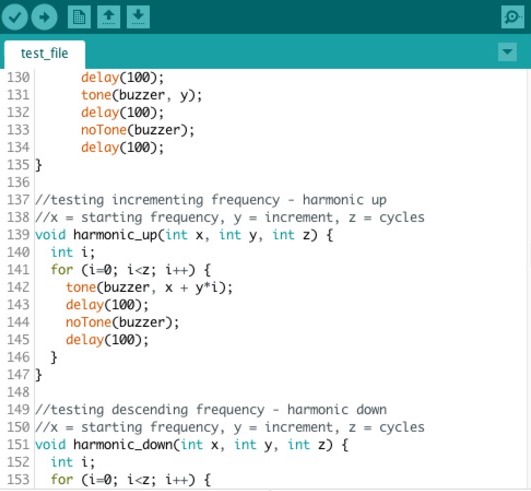 test_file
130 delay(100);
131 tone(buzzer, y);
132 delay(100);
133 noTone(buzzer);
134 delay(100);
135 }
136
137 //testing incrementing frequency - harmonic up
138 //x = starting frequency, y = increment, z = cycles
139 void harmonic_up(int x, int y, int z) {
140 int i;
141 for (i=0; i<z; i++) {
142 tone(buzzer, x + y*i);
143 delay(100);
144 noTone(buzzer);
145 delay(100);
146 }
147 }
148
149 //testing descending frequency - harmonic down
150 //x = starting frequency, y = increment, z = cycles
151 void harmonic_down(int x, int y, int z) {
152 int i;
153 for (i=0; i<z; i++) {